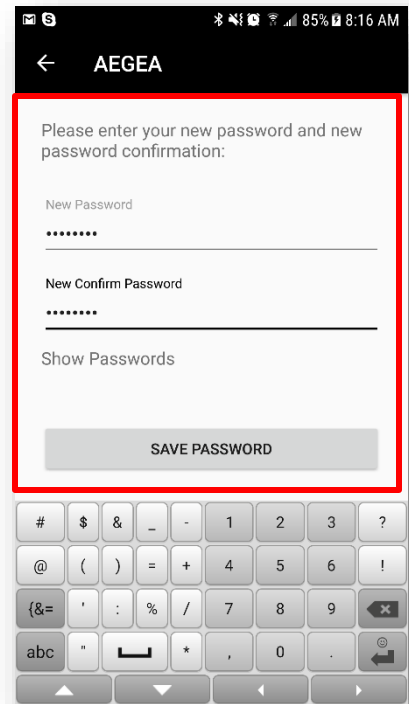 85% 8:16 AM
AEGEA
Please enter your new password and new
password confirmation:
New Password
••••••••
New Confirm Password
••••••••
Show Passwords
SAVE PASSWORD
# $ & _ - 1 2 3 ?
@ ( ) = + 4 5 6 !
{&= ' : % / 7 8 9
abc " * , 0 .